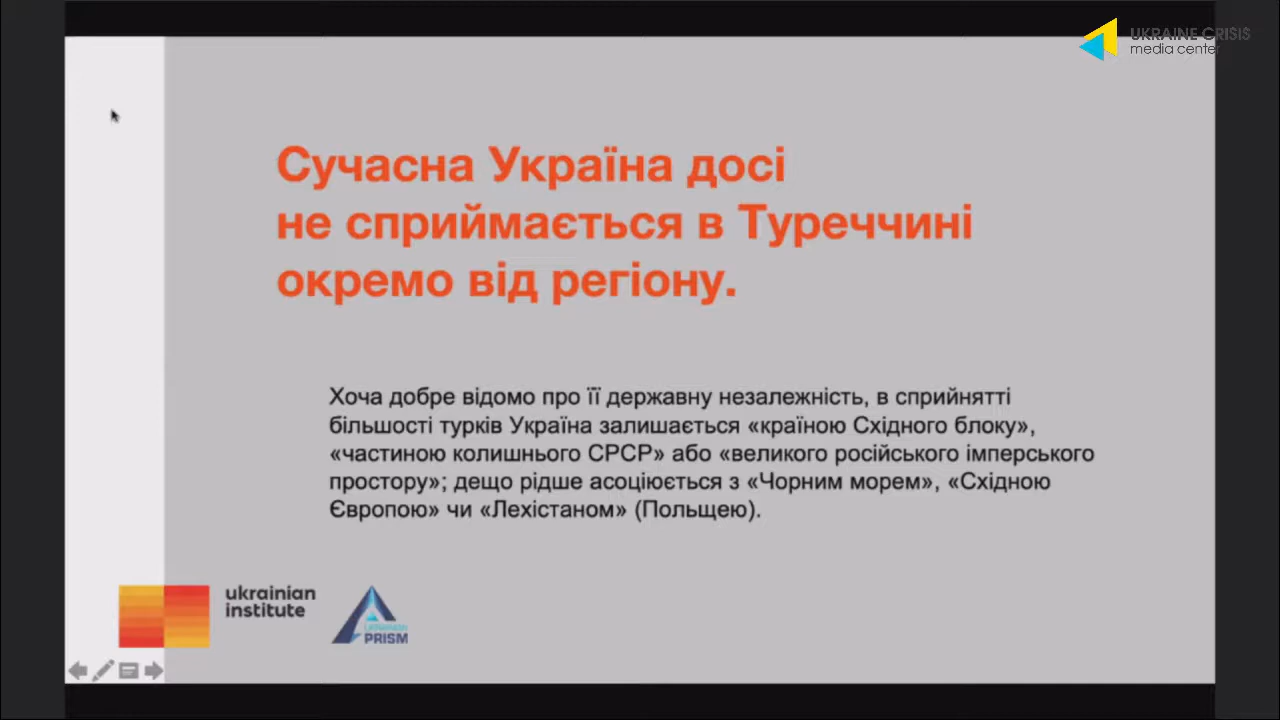 UKRAINE CRISIS
media center
Сучасна Україна досі
не сприймається в Туреччині
окремо від регіону.
Хоча добре відомо про її державну незалежність, в сприйнятті
більшості турків Україна залишається «країною Східного блоку»,
«частиною колишнього СРСР» або «великого російського імперського
простору»; дещо рідше асоціюється з «Чорним морем», «Східною
Європою» чи «Лехістаном» (Польщею).
ukrainian
institute
UKRAINIAN
PRISM